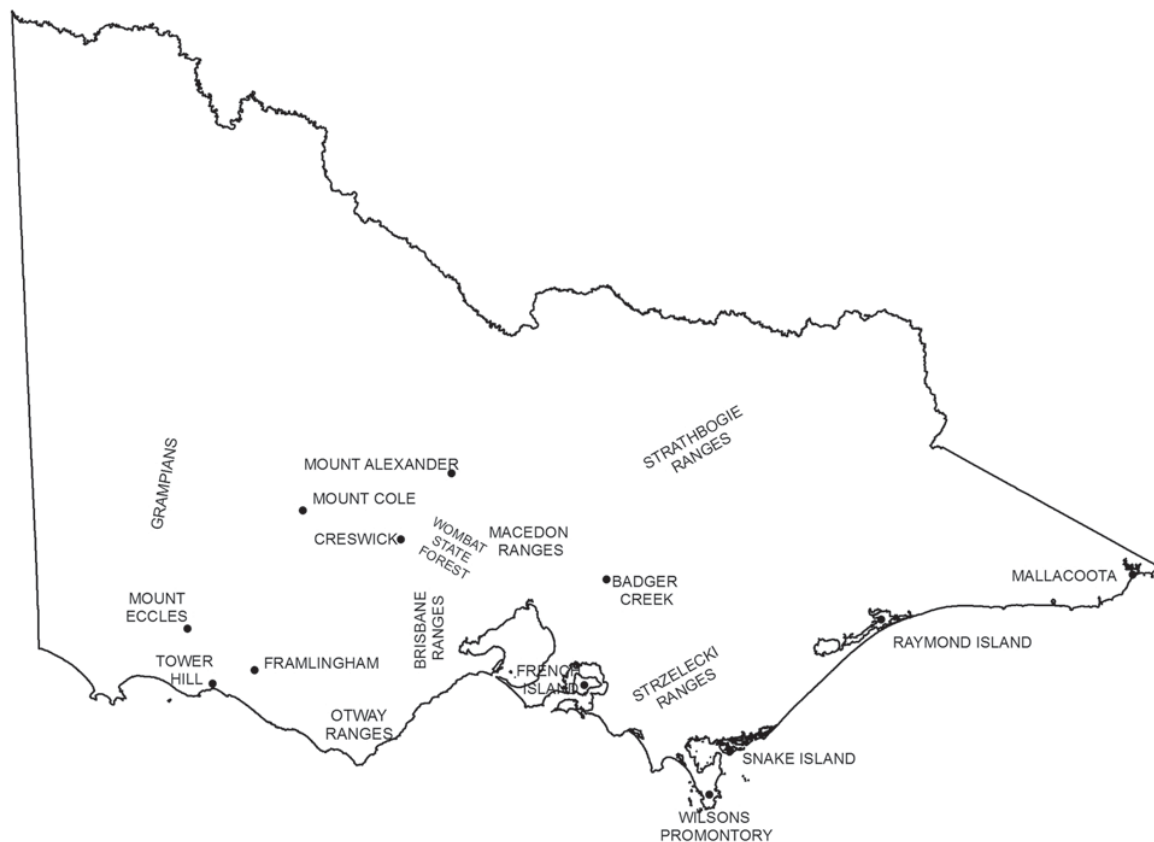 STRATHBOGIE
RANGES
GRAMPIANS
MOUNT ALEXANDER
MOUNT COLE
CRESWICK
WOMBAT
STATE
FOREST
MACEDON
RANGES
BADGER
CREEK
MALLACOOTA
MOUNT
ECCLES
BRISBANE
RANGES
RAYMOND ISLAND
TOWER
HILL
FRAMLINGHAM
FRENCH
ISLAND
STRZELECKI
RANGES
OTWAY
RANGES
SNAKE ISLAND
WILSONS
PROMONTORY